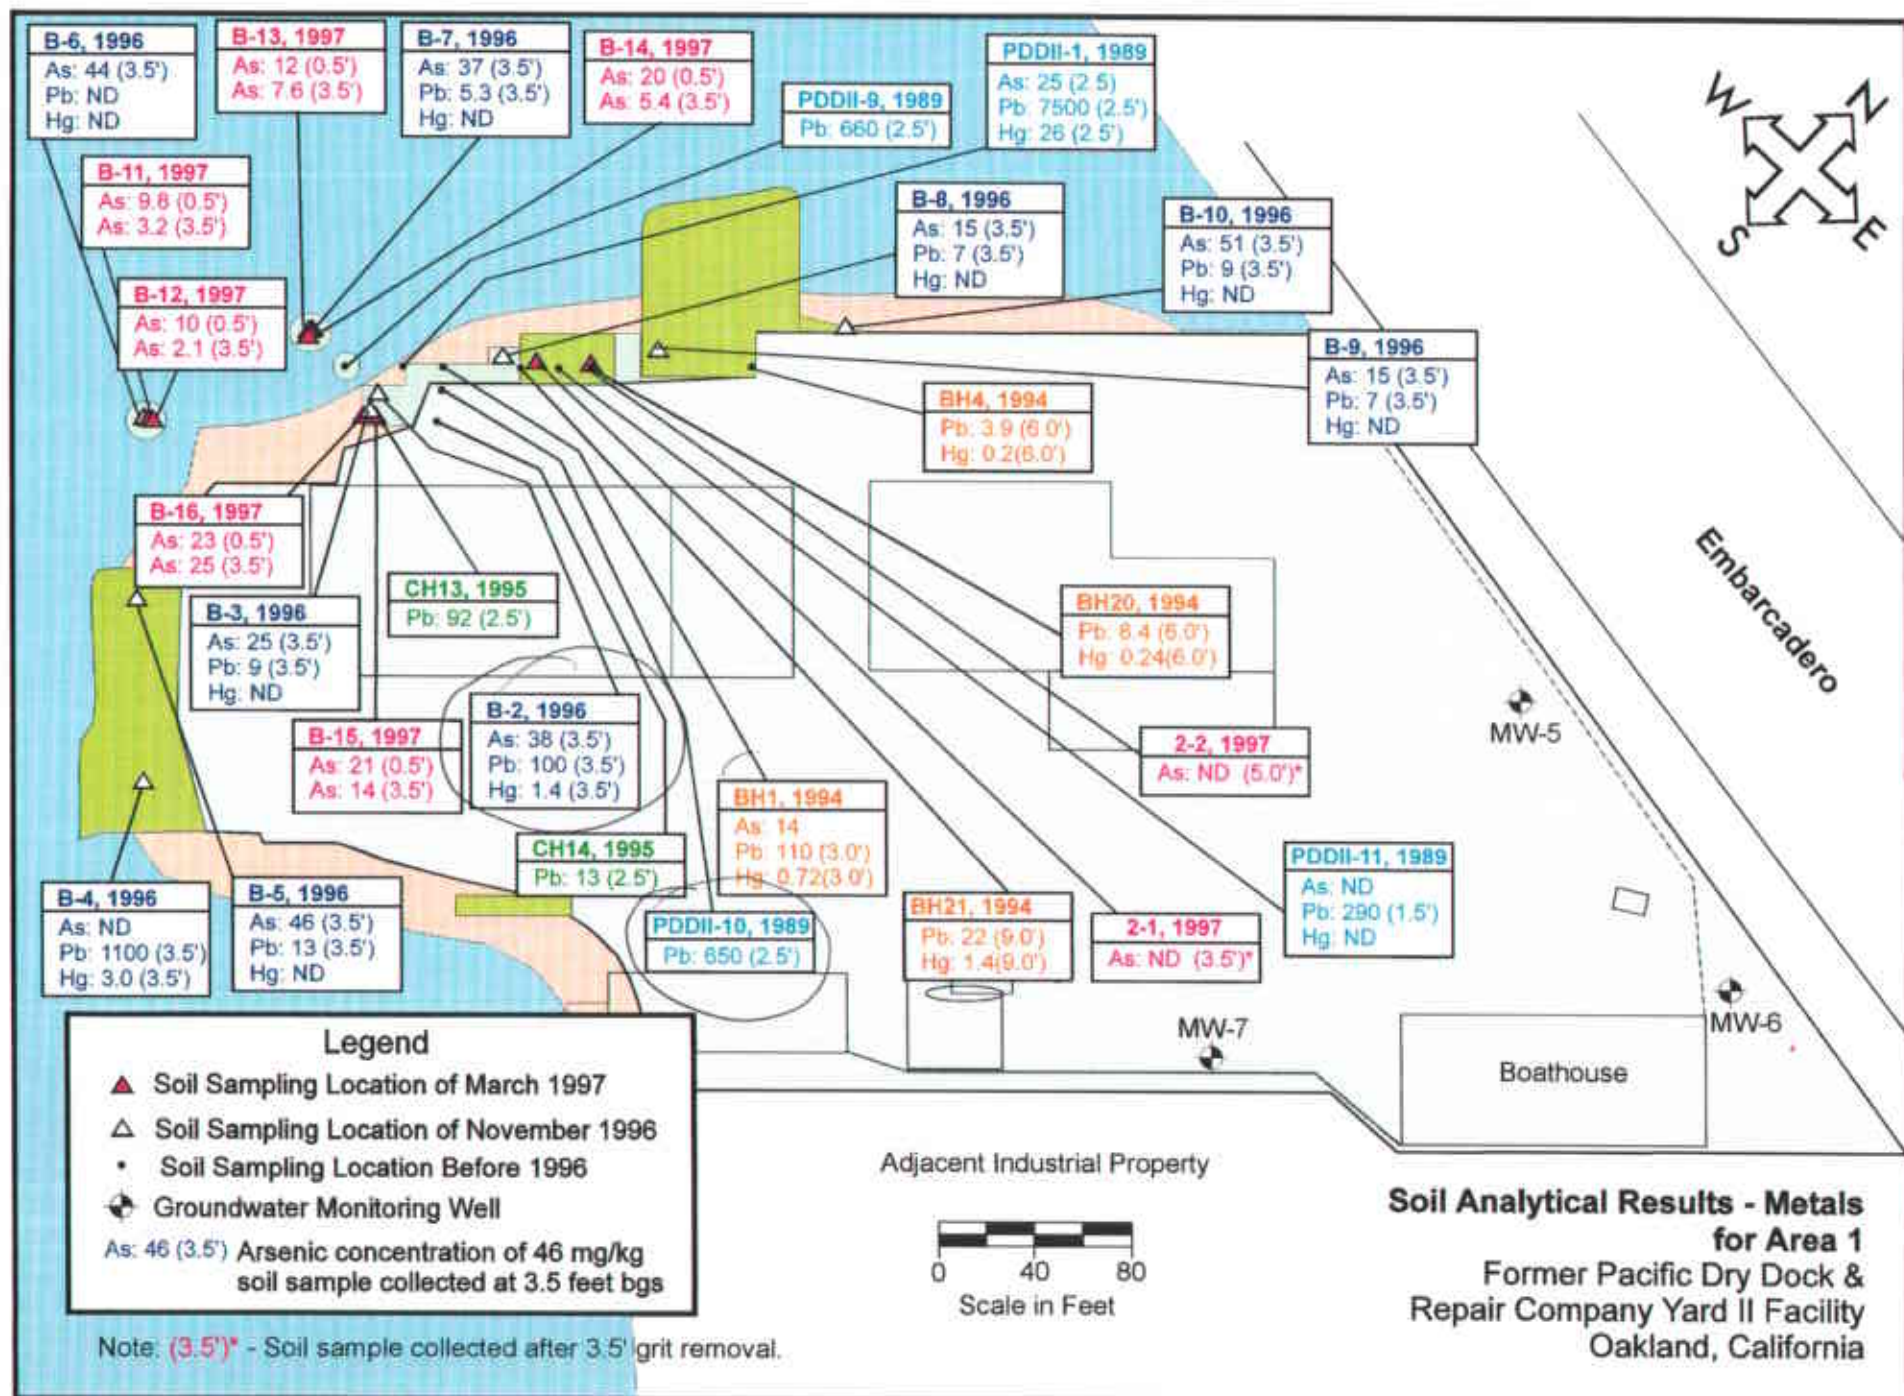 B-6, 1996
As: 44 (3.5')
Pb: ND
Hg: ND
B-13, 1997
As: 12 (0.5')
As: 7.6 (3.5')
B-7, 1996
As: 37 (3.5')
Pb: 5.3 (3.5')
Hg: ND
B-14, 1997
As: 20 (0.5')
As: 5.4 (3.5')
PDDII-9, 1989
Pb: 660 (2.5')
PDDII-1, 1989
As: 25 (2 5)
Pb: 7500 (2.5')
Hg: 26 (2 5')
W
N
S
E
B-11, 1997
As: 9.8 (0.5')
As: 3.2 (3.5')
B-8, 1996
As: 15 (3.5')
Pb: 7 (3.5')
Hg: ND
B-10, 1996
As: 51 (3.5')
Pb: 9 (3.5')
Hg: ND
B-12, 1997
As: 10 (0.5')
As: 2.1 (3.5')
B-9, 1996
As: 15 (3.5')
Pb: 7 (3.5')
Hg: ND
BH4, 1994
Pb: 3.9 (6.0')
Hg: 0.2(6.0')
B-16, 1997
As: 23 (0.5')
As: 25 (3.5')
CH13, 1995
Pb: 92 (2.5')
B-3, 1996
As: 25 (3.5')
Pb: 9 (3.5')
Hg: ND
BH20, 1994
Pb: 8.4 (6.0')
Hg: 0.24(6.0')
Embarcadero
MW-5
B-15, 1997
As: 21 (0.5')
As: 14 (3.5')
B-2, 1996
As: 38 (3.5')
Pb: 100 (3.5')
Hg: 1.4 (3.5')
2-2, 1997
As: ND (5.0')*
BH1, 1994
As: 14
Pb: 110 (3.0')
Hg: 0.72(3.0')
CH14, 1995
Pb: 13 (2.5')
PDDII-11, 1989
As: ND
Pb: 290 (1.5')
Hg: ND
B-4, 1996
As: ND
Pb: 1100 (3.5')
Hg: 3.0 (3.5')
B-5, 1996
As: 46 (3.5')
Pb: 13 (3.5')
Hg: ND
PDDII-10, 1989
Pb: 650 (2.5')
BH21, 1994
Pb: 22 (9.0')
Hg: 1.4(9.0')
2-1, 1997
As: ND (3.5')*
MW-7
MW-6
Boathouse
Legend
Soil Sampling Location of March 1997
Soil Sampling Location of November 1996
Soil Sampling Location Before 1996
Groundwater Monitoring Well
As: 46 (3.5') Arsenic concentration of 46 mg/kg
soil sample collected at 3.5 feet bgs
Note: (3.5')* - Soil sample collected after 3.5' grit removal.
Adjacent Industrial Property
0 40 80
Scale in Feet
Soil Analytical Results - Metals
for Area 1
Former Pacific Dry Dock &
Repair Company Yard II Facility
Oakland, California